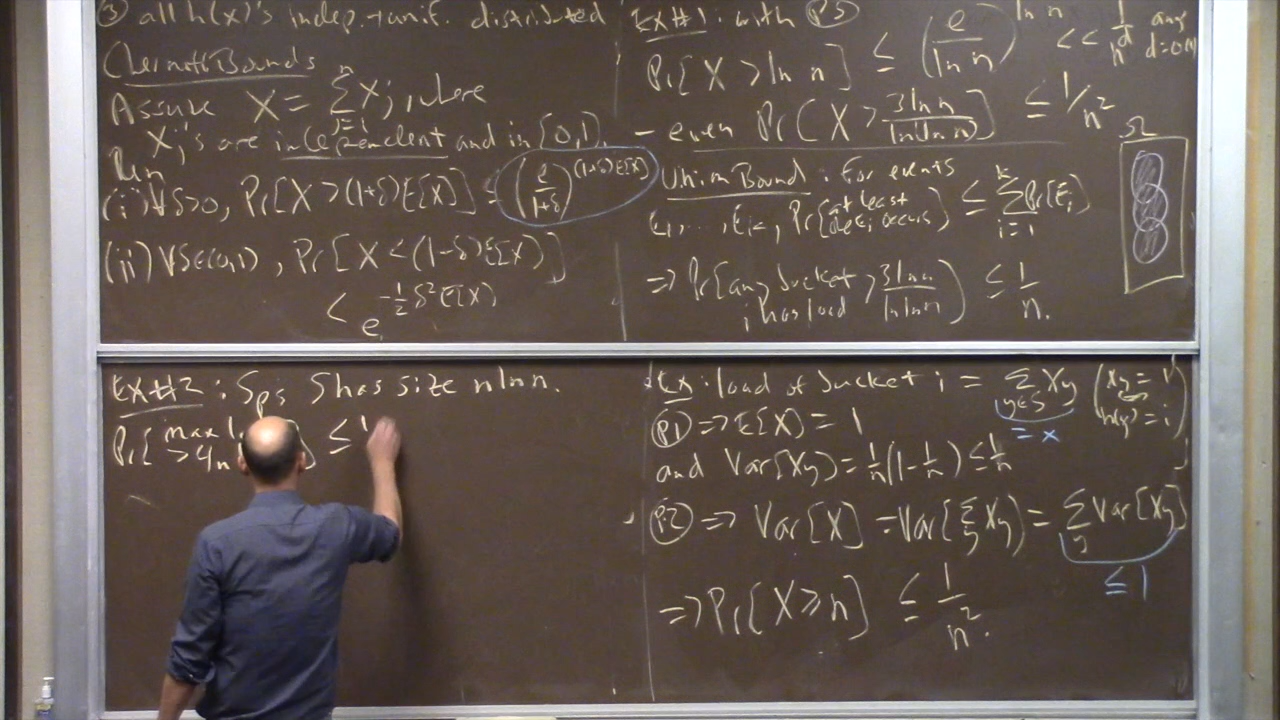 ③ all h(x)'s indep. + unif. distributed
Chernoff Bounds
Assume X = Σ_{j=1}^{n} X_j, where
X_j's are independent and in [0,1].
(i) ∀δ>0, Pr[X > (1+δ)E[X]] ≤ (e/(1+δ))^{(1+δ)E[X]}
(ii) ∀δ∈(0,1), Pr[X < (1-δ)E[X]]
< e^{-½δ²E[X]}
Ex#1: with P3
Pr[X > ln n] ≤ (e/ln n)^{ln n} << 1/n^d any
- even Pr[X > 3ln n/ln(ln n)] ≤ 1/n²
Union Bound: For events
E_1,...,E_k, Pr[at least one E_i occurs] ≤ Σ_{i=1}^{k} Pr[E_i]
Ω
=> Pr[any bucket i has load > 3ln n/ln ln n] ≤ 1/n.
Ex#2: Sps S has size n ln n.
Pr[max > 4 ] ≤ 1
Ex: load of bucket i = Σ_{y∈S} X_y (x_y = 1 <=> h(y) = i)
= X
P1 => E[X] = 1
and Var[X_y] = 1/n(1-1/n) ≤ 1/n
P2 => Var[X] = Var[Σ_y X_y] = Σ_y Var[X_y]
≤ 1
=> Pr[X ≥ n] ≤ 1/n².